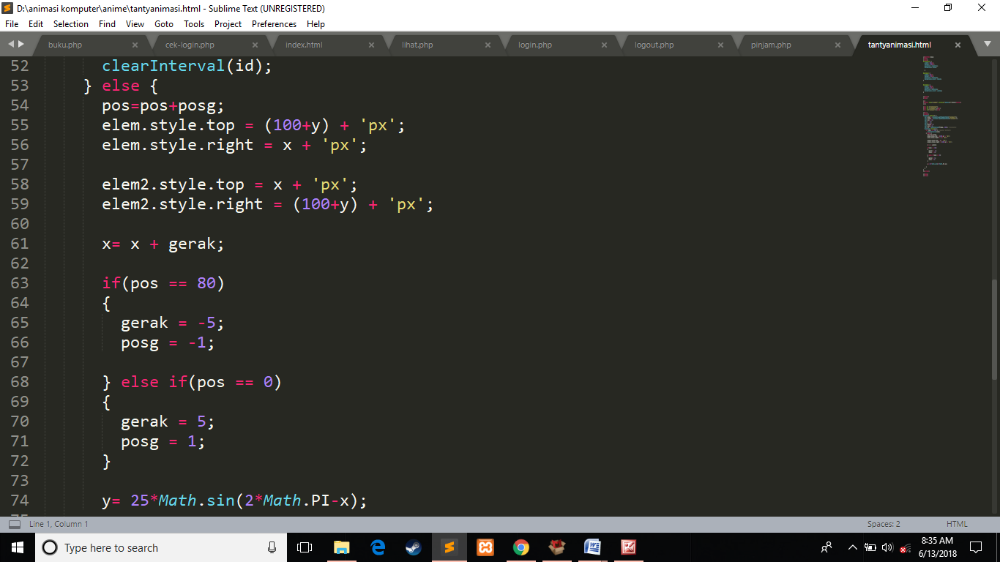 D:\animasi komputer\anime\tantyanimasi.html - Sublime Text (UNREGISTERED)
File Edit Selection Find View Goto Tools Project Preferences Help
buku.php cek-login.php index.html lihat.php login.php logout.php pinjam.php tantyanimasi.html
52 clearInterval(id);
53 } else {
54 pos=pos+posg;
55 elem.style.top = (100+y) + 'px';
56 elem.style.right = x + 'px';
57
58 elem2.style.top = x + 'px';
59 elem2.style.right = (100+y) + 'px';
60
61 x= x + gerak;
62
63 if(pos == 80)
64 {
65 gerak = -5;
66 posg = -1;
67
68 } else if(pos == 0)
69 {
70 gerak = 5;
71 posg = 1;
72 }
73
74 y= 25*Math.sin(2*Math.PI-x);
Line 1, Column 1 Spaces: 2 HTML
Type here to search
8:35 AM
6/13/2018